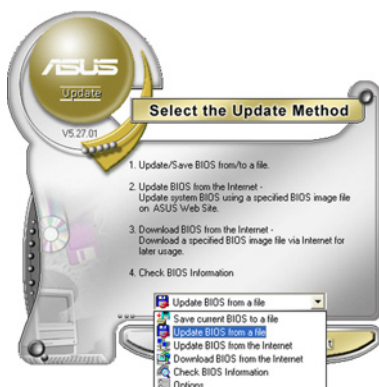 ASUS
Update
V5.27.01
Select the Update Method
1. Update/Save BIOS from/to a file.
2. Update BIOS from the Internet -
Update system BIOS using a specified BIOS image file
on ASUS Web Site.
3. Download BIOS from the Internet -
Download a specified BIOS image file via Internet for
later usage.
4. Check BIOS Information
Update BIOS from a file
Save current BIOS to a file
Update BIOS from a file
Update BIOS from the Internet
Download BIOS from the Internet
Check BIOS Information
Options